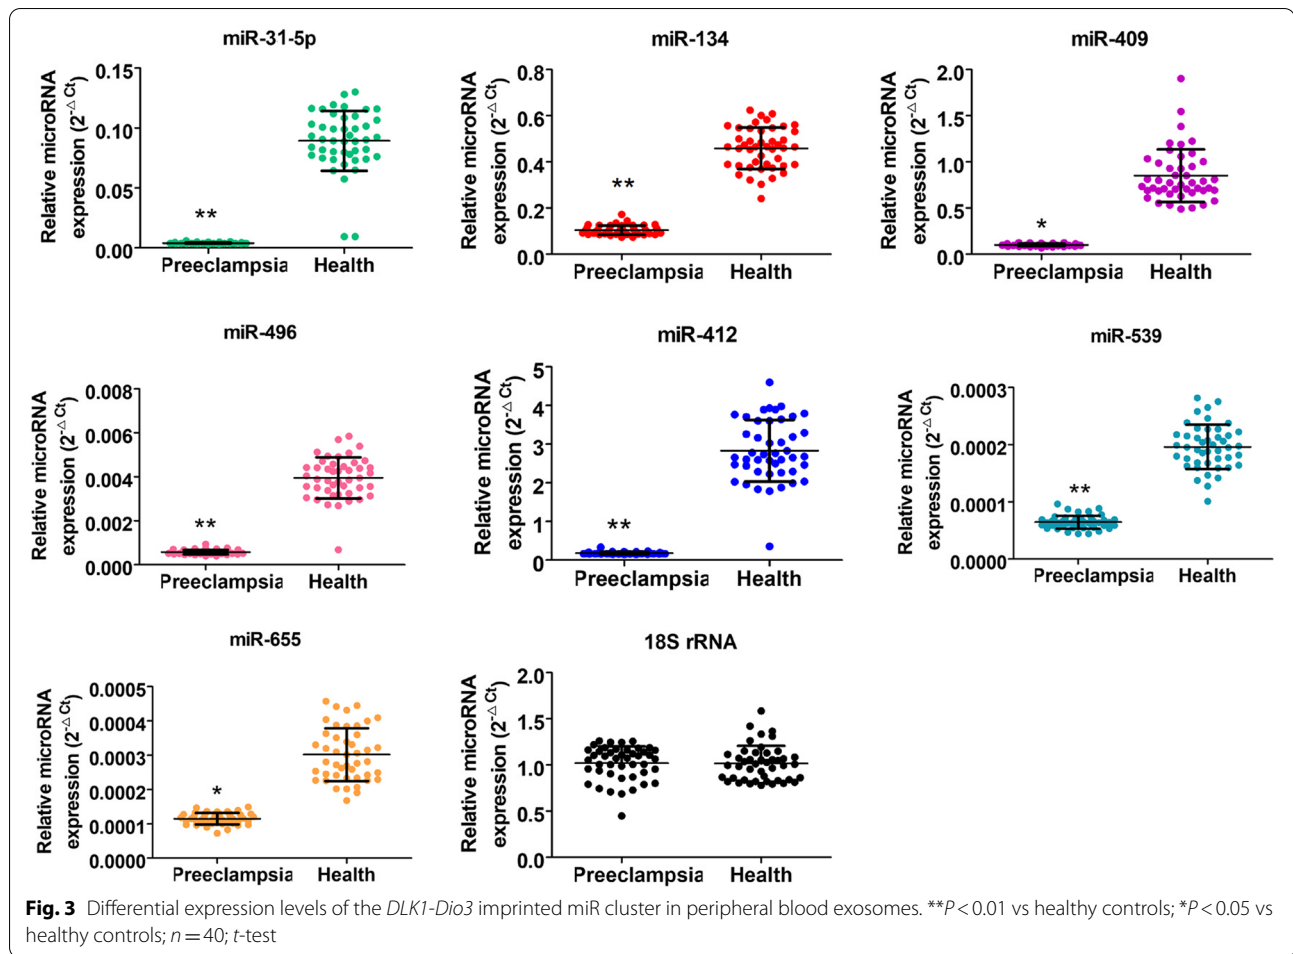 miR-31-5p
Relative microRNA
expression (2-△Ct)
0.15
0.10
0.05
0.00
**
Preeclampsia
Health
miR-134
Relative microRNA
expression (2-△Ct)
0.8
0.6
0.4
0.2
0.0
**
Preeclampsia
Health
miR-409
Relative microRNA
expression (2-△Ct)
2.0
1.5
1.0
0.5
0.0
*
Preeclampsia
Health
miR-496
Relative microRNA
expression (2-△Ct)
0.008
0.006
0.004
0.002
0.000
**
Preeclampsia
Health
miR-412
Relative microRNA
expression (2-△Ct)
5
4
3
2
1
0
**
Preeclampsia
Health
miR-539
Relative microRNA
expression (2-△Ct)
0.0003
0.0002
0.0001
0.0000
**
Preeclampsia
Health
miR-655
Relative microRNA
expression (2-△Ct)
0.0005
0.0004
0.0003
0.0002
0.0001
0.0000
*
Preeclampsia
Health
18S rRNA
Relative microRNA
expression (2-△Ct)
2.0
1.5
1.0
0.5
0.0
Preeclampsia
Health
Fig. 3 Differential expression levels of the DLK1-Dio3 imprinted miR cluster in peripheral blood exosomes. **P < 0.01 vs healthy controls; *P < 0.05 vs
healthy controls; n = 40; t-test